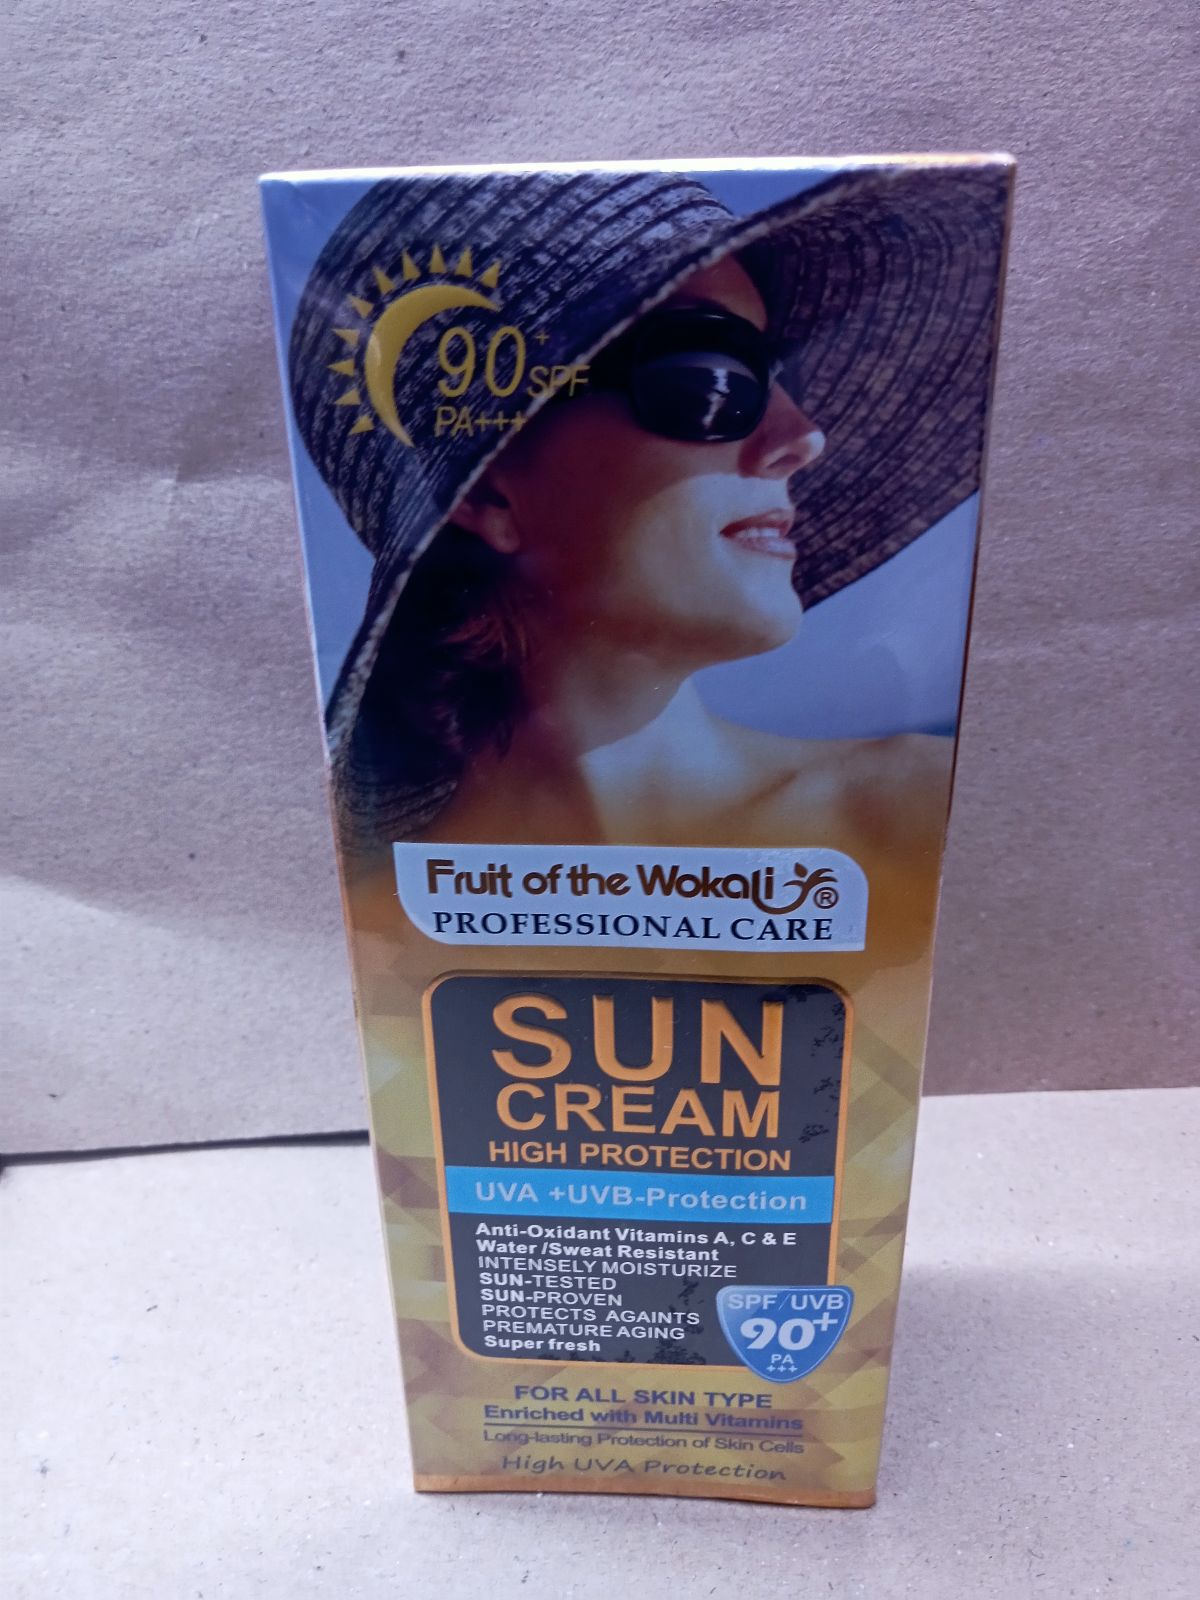 90+ SPF
PA+++
Fruit of the Wokali ®
PROFESSIONAL CARE
SUN
CREAM
HIGH PROTECTION
UVA +UVB-Protection
Anti-Oxidant Vitamins A, C & E
Water /Sweat Resistant
INTENSELY MOISTURIZE
SUN-TESTED
SUN-PROVEN
PROTECTS AGAINTS
PREMATURE AGING
Super fresh
SPF/UVB
90+
PA
+++
FOR ALL SKIN TYPE
Enriched with Multi Vitamins
Long-lasting Protection of Skin Cells
High UVA Protection